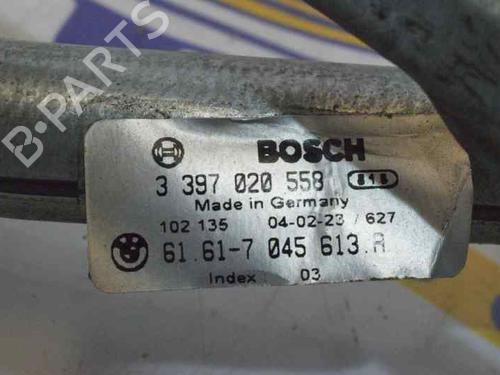 B-PARTS
BOSCH
3 397 020 558 816
Made in Germany
102 135 04-02-23 / 627
61.61-7 045 613.A
Index 03